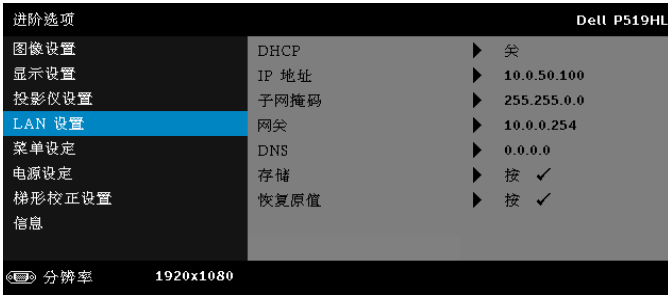 进阶选项 Dell P519HL
图像设置
显示设置
投影仪设置
LAN 设置
菜单设定
电源设定
梯形校正设置
信息
DHCP 关
IP 地址 10.0.50.100
子网掩码 255.255.0.0
网关 10.0.0.254
DNS 0.0.0.0
存储 按 ✓
恢复原值 按 ✓
分辨率 1920x1080